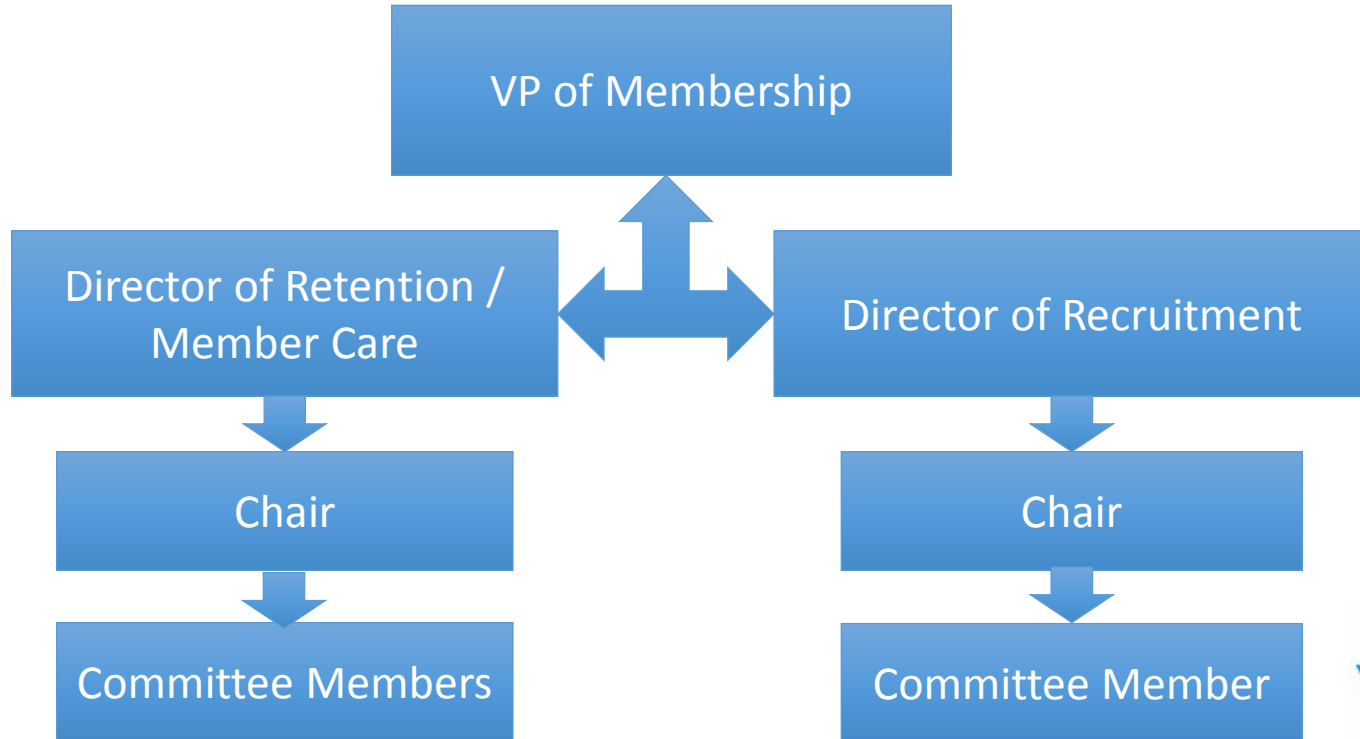 VP of Membership
Director of Retention /
Member Care
Director of Recruitment
Chair
Chair
Committee Members
Committee Member